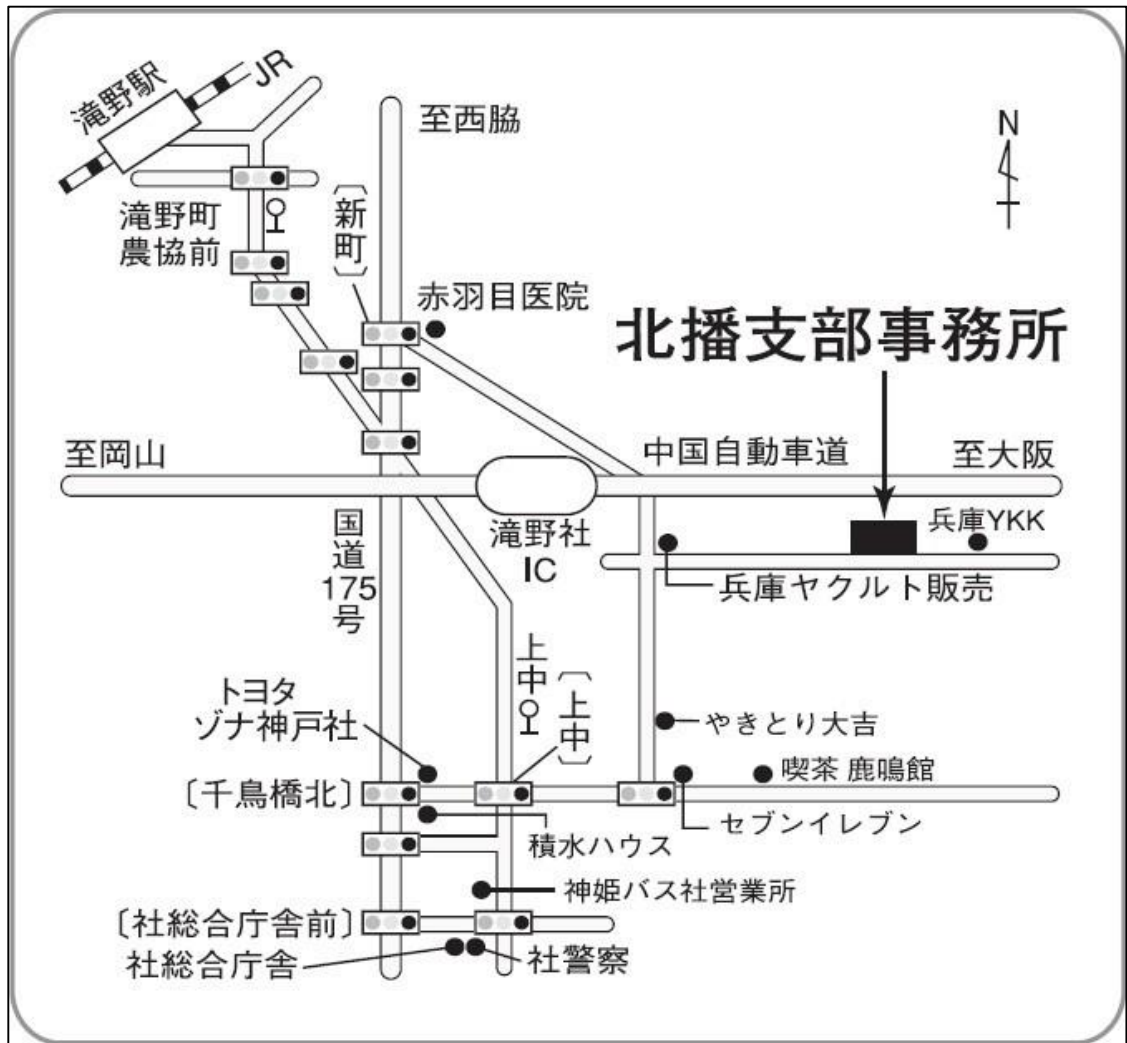 滝野駅
JR
至西脇
N
滝野町
農協前
〔新町〕
赤羽目医院
北播支部事務所
至岡山
中国自動車道
至大阪
滝野社
IC
兵庫YKK
国道
175
号
兵庫ヤクルト販売
上中
〔上中〕
トヨタ
ゾナ神戸社
やきとり大吉
喫茶 鹿鳴館
〔千鳥橋北〕
セブンイレブン
積水ハウス
神姫バス社営業所
〔社総合庁舎前〕
社総合庁舎
社警察